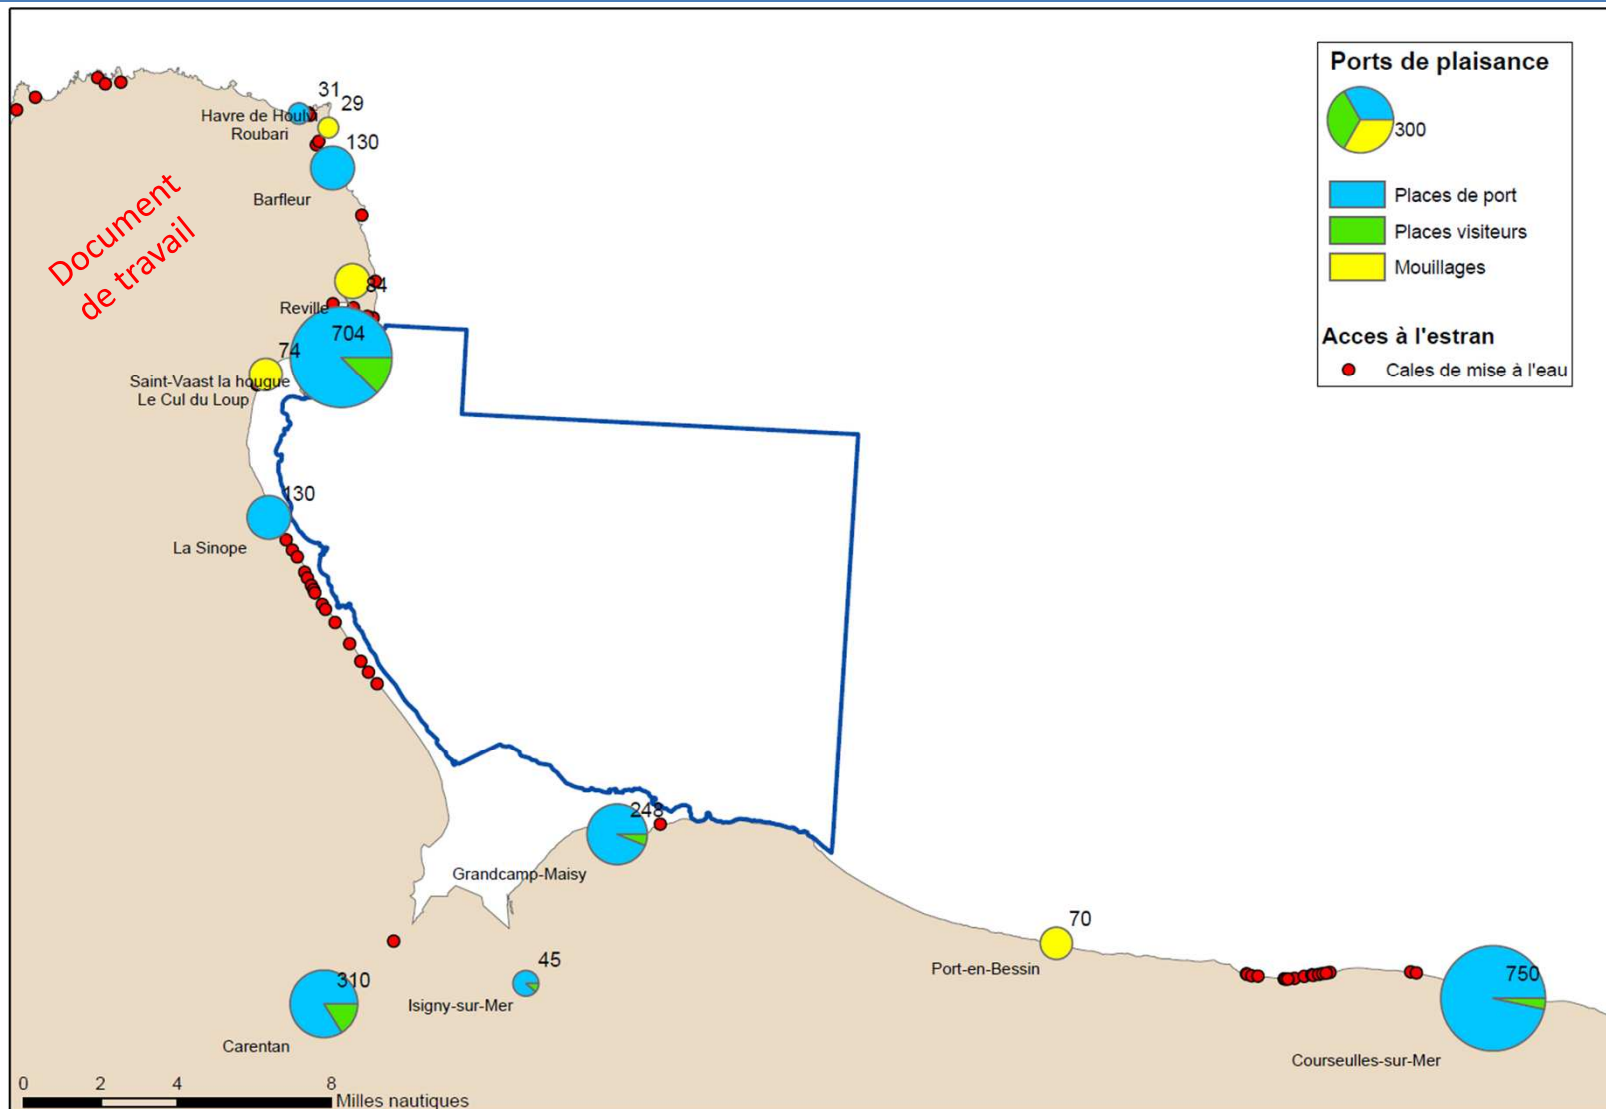 31
29
Havre de Houlvi
Roubari
130
Barfleur
Document
de travail
84
Reville
704
74
Saint-Vaast la hougue
Le Cul du Loup
130
La Sinope
248
Grandcamp-Maisy
70
Port-en-Bessin
45
Isigny-sur-Mer
310
Carentan
750
Courseulles-sur-Mer
0 2 4 8
Milles nautiques
Ports de plaisance
300
Places de port
Places visiteurs
Mouillages
Acces à l'estran
Cales de mise à l'eau